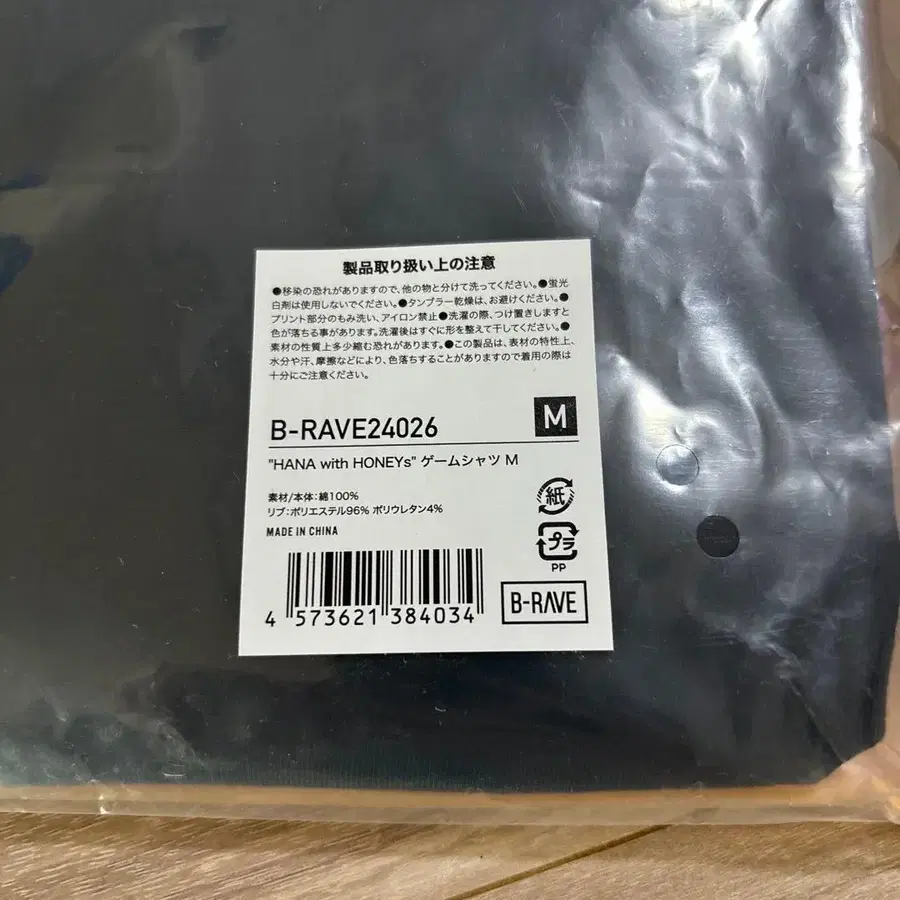 製品取り扱い上の注意
●移染の恐れがありますので、他の物と分けて洗ってください。●蛍光
白剤は使用しないでください。●タンブラー乾燥は、お避けください。●
プリント部分のもみ洗い、アイロン禁止●洗濯の際、つけ置きしますと
色が落ちる事があります。洗濯後はすぐに形を整えて干してください。●
素材の性質上多少縮む恐れがあります。●この製品は、表材の特性上、
水分や汗、摩擦などにより、色落ちすることがありますので着用の際は
十分にご注意ください。
B-RAVE24026
M
"HANA with HONEYs" ゲームシャツ M
素材/本体:綿100%
リブ:ポリエステル96% ポリウレタン4%
MADE IN CHINA
紙
プラ
PP
4 573621 384034
B-RAVE